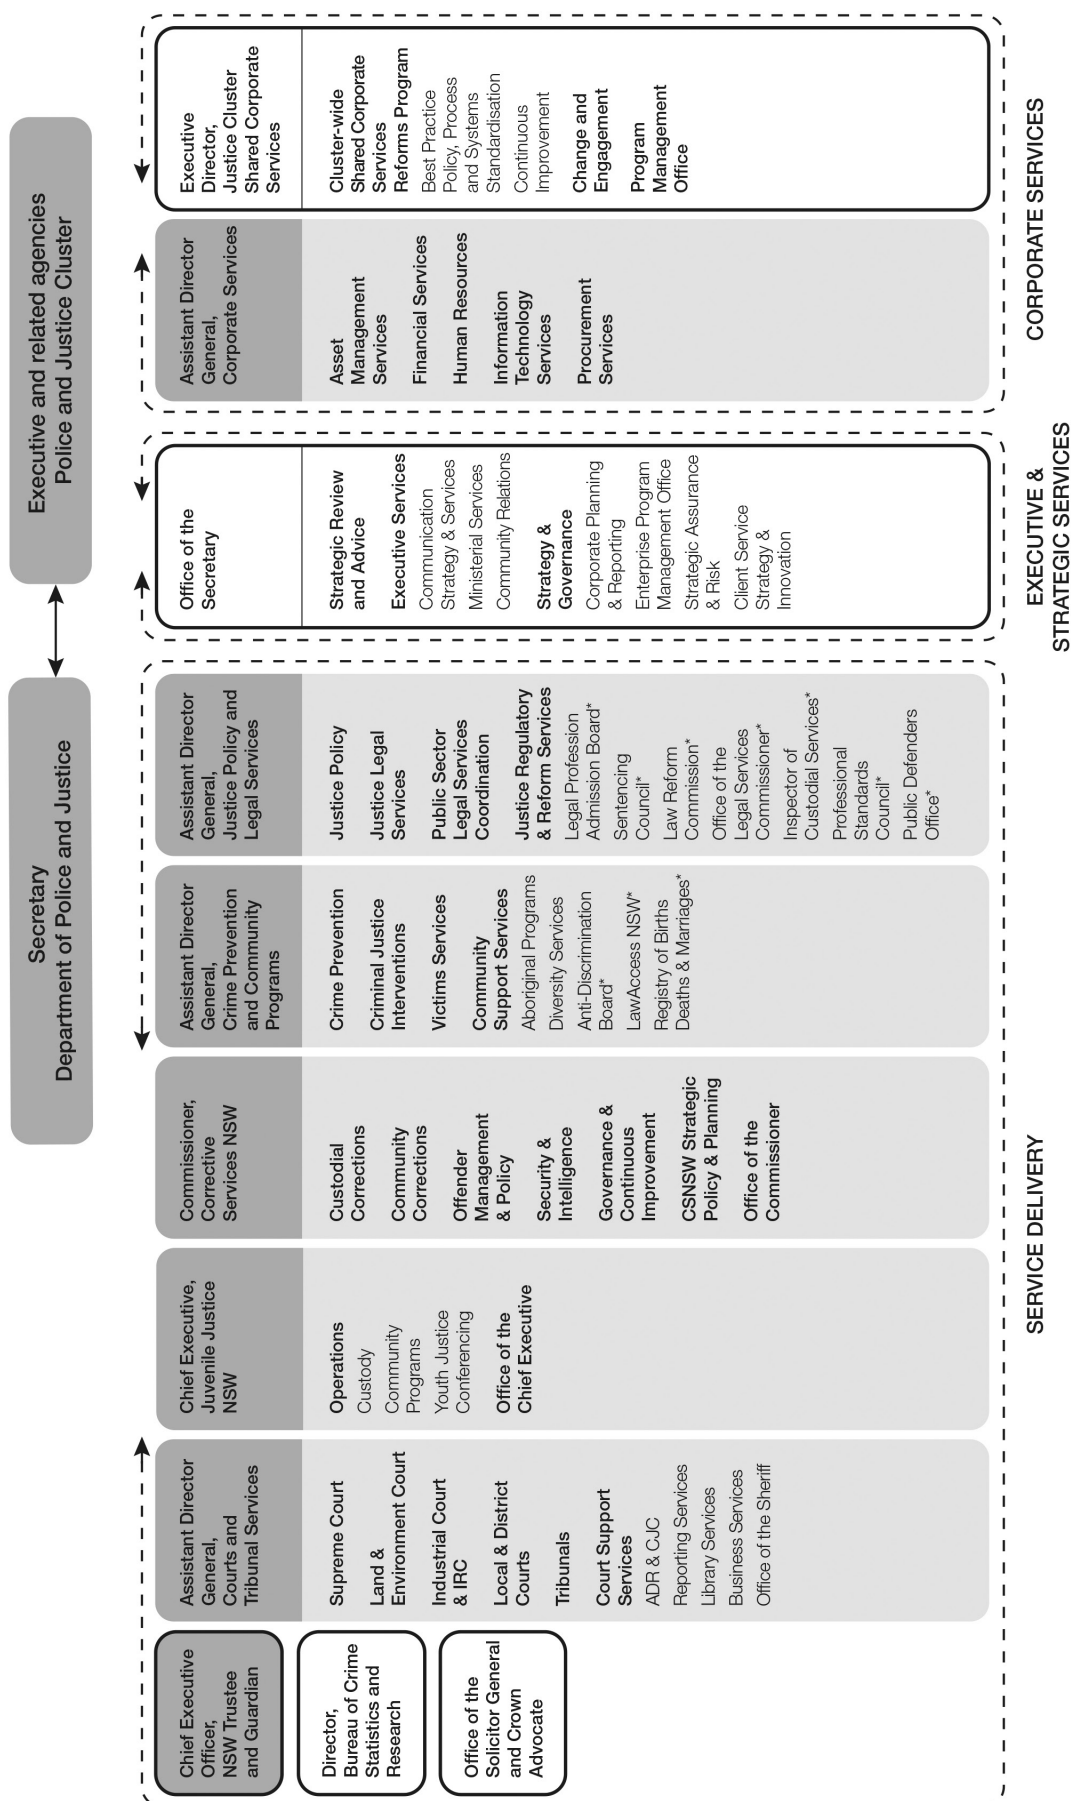 Secretary
Department of Police and Justice
Executive and related agencies
Police and Justice Cluster
Chief Executive
Officer,
NSW Trustee
and Guardian
Director,
Bureau of Crime
Statistics and
Research
Office of the
Solicitor General
and Crown
Advocate
Assistant Director
General,
Courts and
Tribunal Services
Supreme Court
Land &
Environment Court
Industrial Court
& IRC
Local & District
Courts
Tribunals
Court Support
Services
ADR & CJC
Reporting Services
Library Services
Business Services
Office of the Sheriff
Chief Executive,
Juvenile Justice
NSW
Operations
Custody
Community
Programs
Youth Justice
Conferencing
Office of the
Chief Executive
Commissioner,
Corrective
Services NSW
Custodial
Corrections
Community
Corrections
Offender
Management
& Policy
Security &
Intelligence
Governance &
Continuous
Improvement
CSNSW Strategic
Policy & Planning
Office of the
Commissioner
Assistant Director
General,
Crime Prevention
and Community
Programs
Crime Prevention
Criminal Justice
Interventions
Victims Services
Community
Support Services
Aboriginal Programs
Diversity Services
Anti-Discrimination
Board*
LawAccess NSW*
Registry of Births
Deaths & Marriages*
Assistant Director
General,
Justice Policy and
Legal Services
Justice Policy
Justice Legal
Services
Public Sector
Legal Services
Coordination
Justice Regulatory
& Reform Services
Legal Profession
Admission Board*
Sentencing
Council*
Law Reform
Commission*
Office of the
Legal Services
Commissioner*
Inspector of
Custodial Services*
Professional
Standards
Council*
Public Defenders
Office*
SERVICE DELIVERY
Office of the
Secretary
Strategic Review
and Advice
Executive Services
Communication
Strategy & Services
Ministerial Services
Community Relations
Strategy &
Governance
Corporate Planning
& Reporting
Enterprise Program
Management Office
Strategic Assurance
& Risk
Client Service
Strategy &
Innovation
EXECUTIVE &
STRATEGIC SERVICES
Assistant Director
General,
Corporate Services
Asset
Management
Services
Financial Services
Human Resources
Information
Technology
Services
Procurement
Services
Executive
Director,
Justice Cluster
Shared Corporate
Services
Cluster-wide
Shared Corporate
Services
Reforms Program
Best Practice
Policy, Process
and Systems
Standardisation
Continuous
Improvement
Change and
Engagement
Program
Management
Office
CORPORATE SERVICES